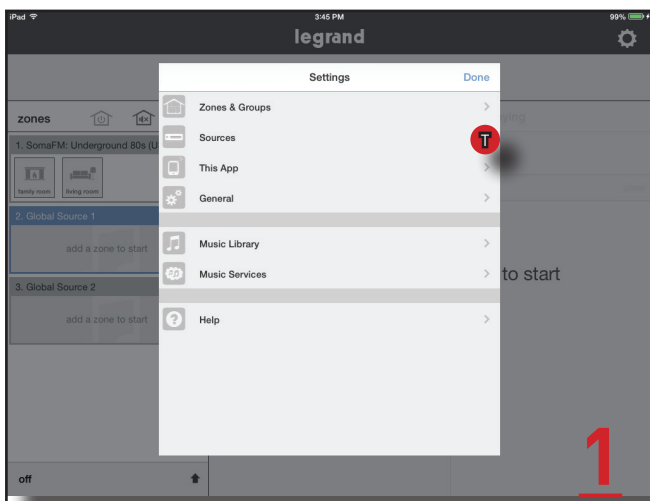 iPad 3:45 PM 99%
legrand
Settings Done
zones
Zones & Groups
Sources
T
This App
General
Music Library
Music Services
Help
1. SomaFM: Underground 80s (U
family room living room
2. Global Source 1
add a zone to start
3. Global Source 2
add a zone to start
off
to start
1